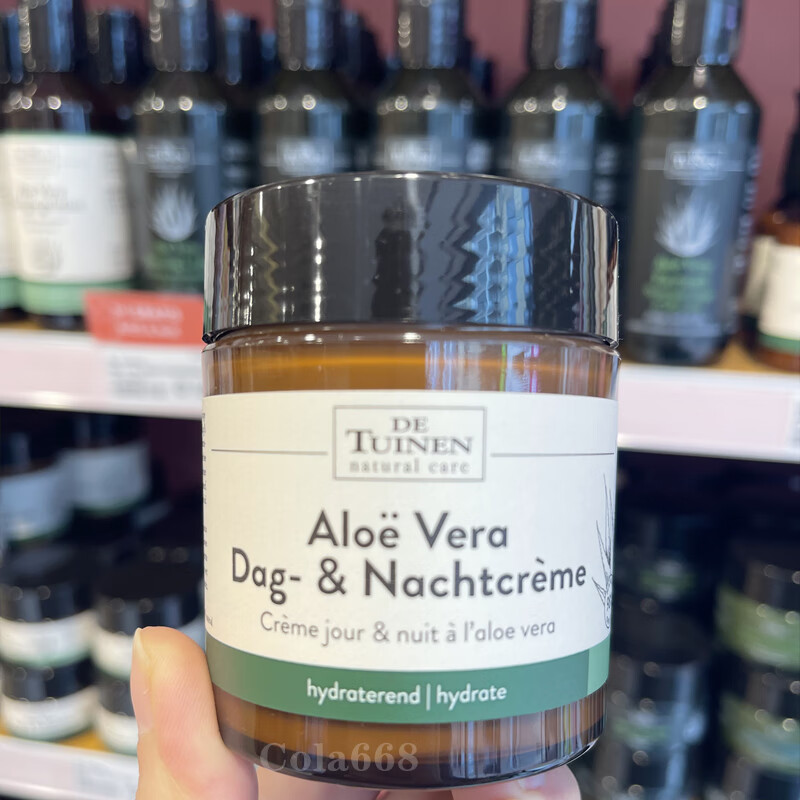 DE
TUINEN
natural care
Aloë Vera
Dag- & Nachtcrème
Crème jour & nuit à l'aloe vera
hydraterend | hydrate
Cola668